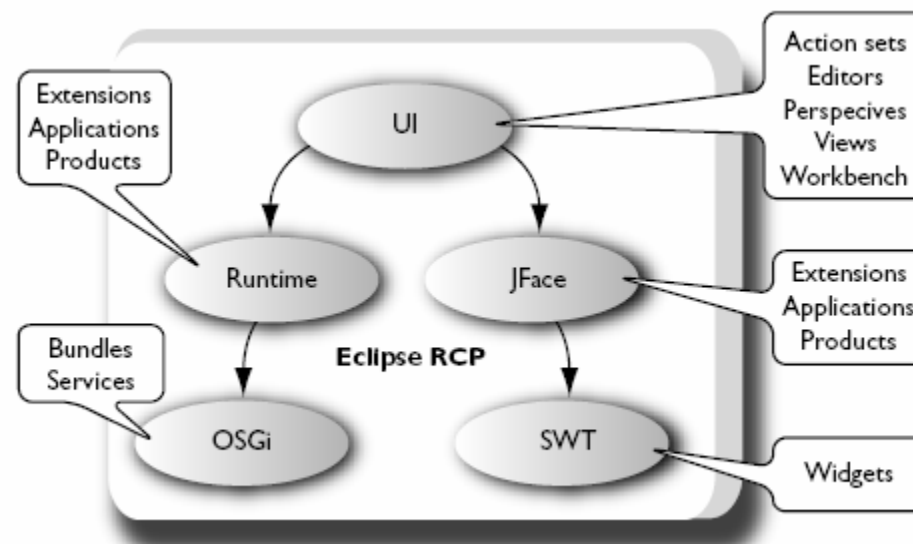 Action sets
Editors
Perspecives
Views
Workbench
Extensions
Applications
Products
UI
Runtime
JFace
Extensions
Applications
Products
Bundles
Services
Eclipse RCP
OSGi
SWT
Widgets